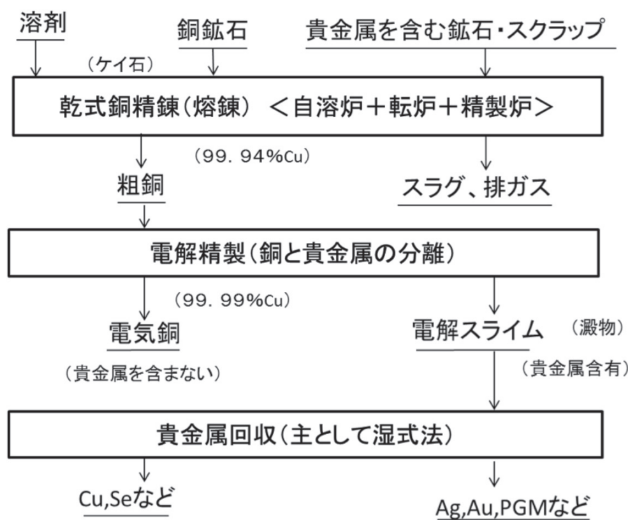 溶剤
銅鉱石
貴金属を含む鉱石・スクラップ
（ケイ石）
乾式銅精錬（熔錬）　＜自溶炉＋転炉＋精製炉＞
（９９．９４％Cu）
粗銅
スラグ、排ガス
電解精製（銅と貴金属の分離）
（９９．９９％Cu）
電気銅
電解スライム　（澱物）
（貴金属を含まない）
（貴金属含有）
貴金属回収（主として湿式法）
Cu,Seなど
Ag,Au,PGMなど